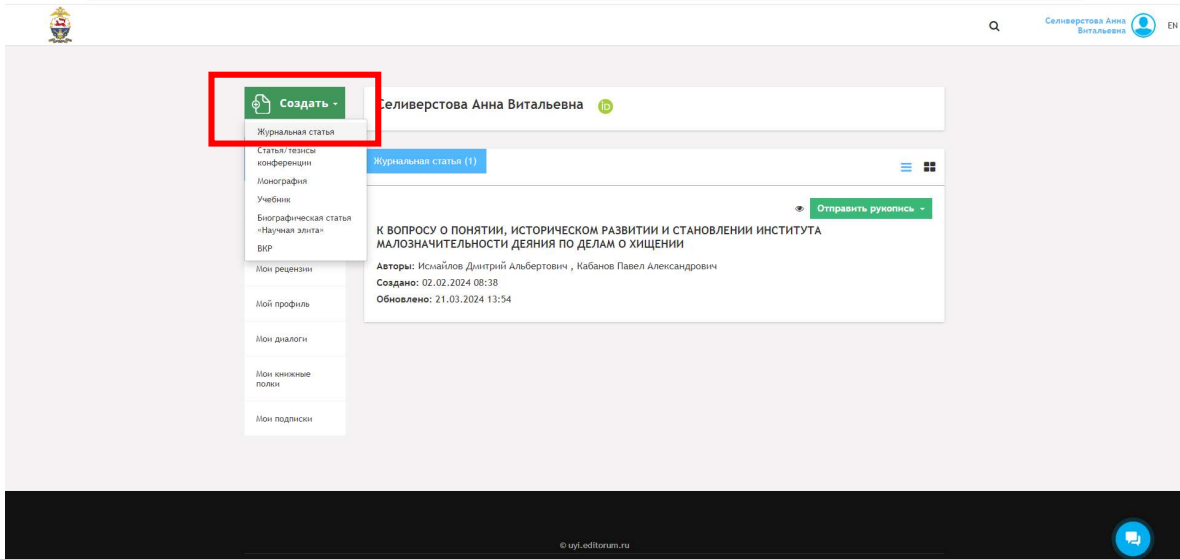 Селиверстова Анна
Витальевна
EN
Создать
Селиверстова Анна Витальевна
iD
Журнальная статья
Статья/тезисы
конференции
Монография
Учебник
Биографическая статья
«Научная элита»
ВКР
Мои рецензии
Мой профиль
Мои диалоги
Мои книжные
полки
Мои подписки
Журнальная статья (1)
Отправить рукопись
К ВОПРОСУ О ПОНЯТИИ, ИСТОРИЧЕСКОМ РАЗВИТИИ И СТАНОВЛЕНИИ ИНСТИТУТА
МАЛОЗНАЧИТЕЛЬНОСТИ ДЕЯНИЯ ПО ДЕЛАМ О ХИЩЕНИИ
Авторы: Исмайлов Дмитрий Альбертович , Кабанов Павел Александрович
Создано: 02.02.2024 08:38
Обновлено: 21.03.2024 13:54
© uyi.editorum.ru